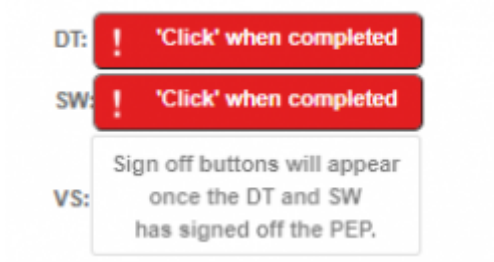 DT: ! 'Click' when completed
SW: ! 'Click' when completed
Sign off buttons will appear
VS: once the DT and SW
has signed off the PEP.